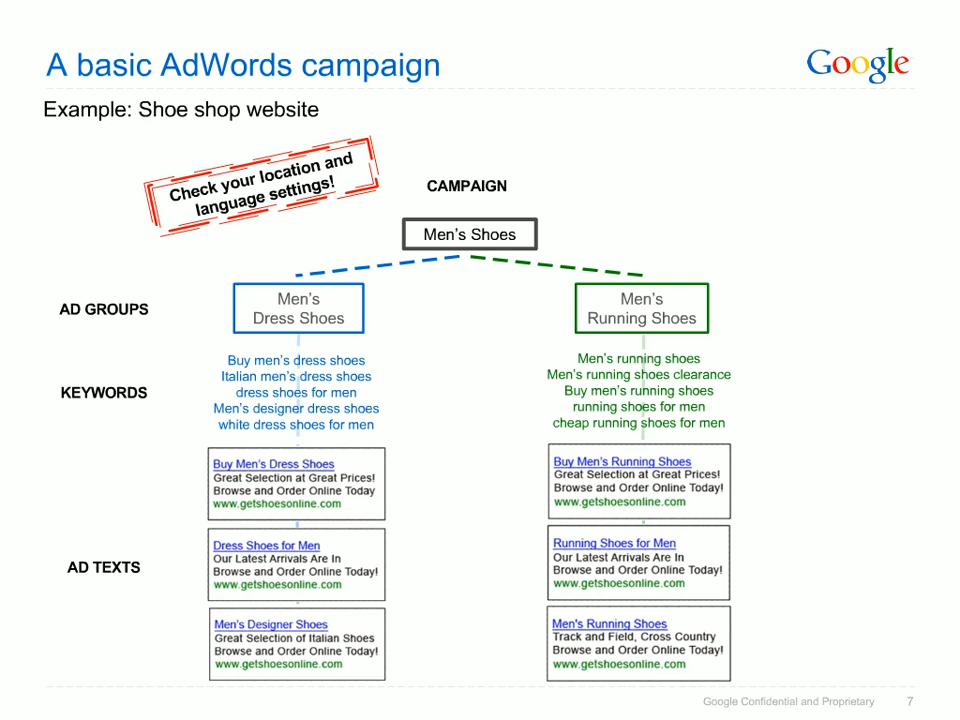 A basic AdWords campaign
Google
Example: Shoe shop website
Check your location and
language settings!
CAMPAIGN
Men's Shoes
AD GROUPS
Men's
Dress Shoes
Men's
Running Shoes
KEYWORDS
Buy men's dress shoes
Italian men's dress shoes
dress shoes for men
Men's designer dress shoes
white dress shoes for men
Men's running shoes
Men's running shoes clearance
Buy men's running shoes
running shoes for men
cheap running shoes for men
AD TEXTS
Buy Men's Dress Shoes
Great Selection at Great Prices!
Browse and Order Online Today
www.getshoesonline.com
Dress Shoes for Men
Our Latest Arrivals Are In
Browse and Order Online Today!
www.getshoesonline.com
Men's Designer Shoes
Great Selection of Italian Shoes
Browse and Order Online Today!
www.getshoesonline.com
Buy Men's Running Shoes
Great Selection at Great Prices!
Browse and Order Online Today!
www.getshoesonline.com
Running Shoes for Men
Our Latest Arrivals Are In
Browse and Order Online Today!
www.getshoesonline.com
Men's Running Shoes
Track and Field, Cross Country
Browse and Order Online Today!
www.getshoesonline.com
Google Confidential and Proprietary
7